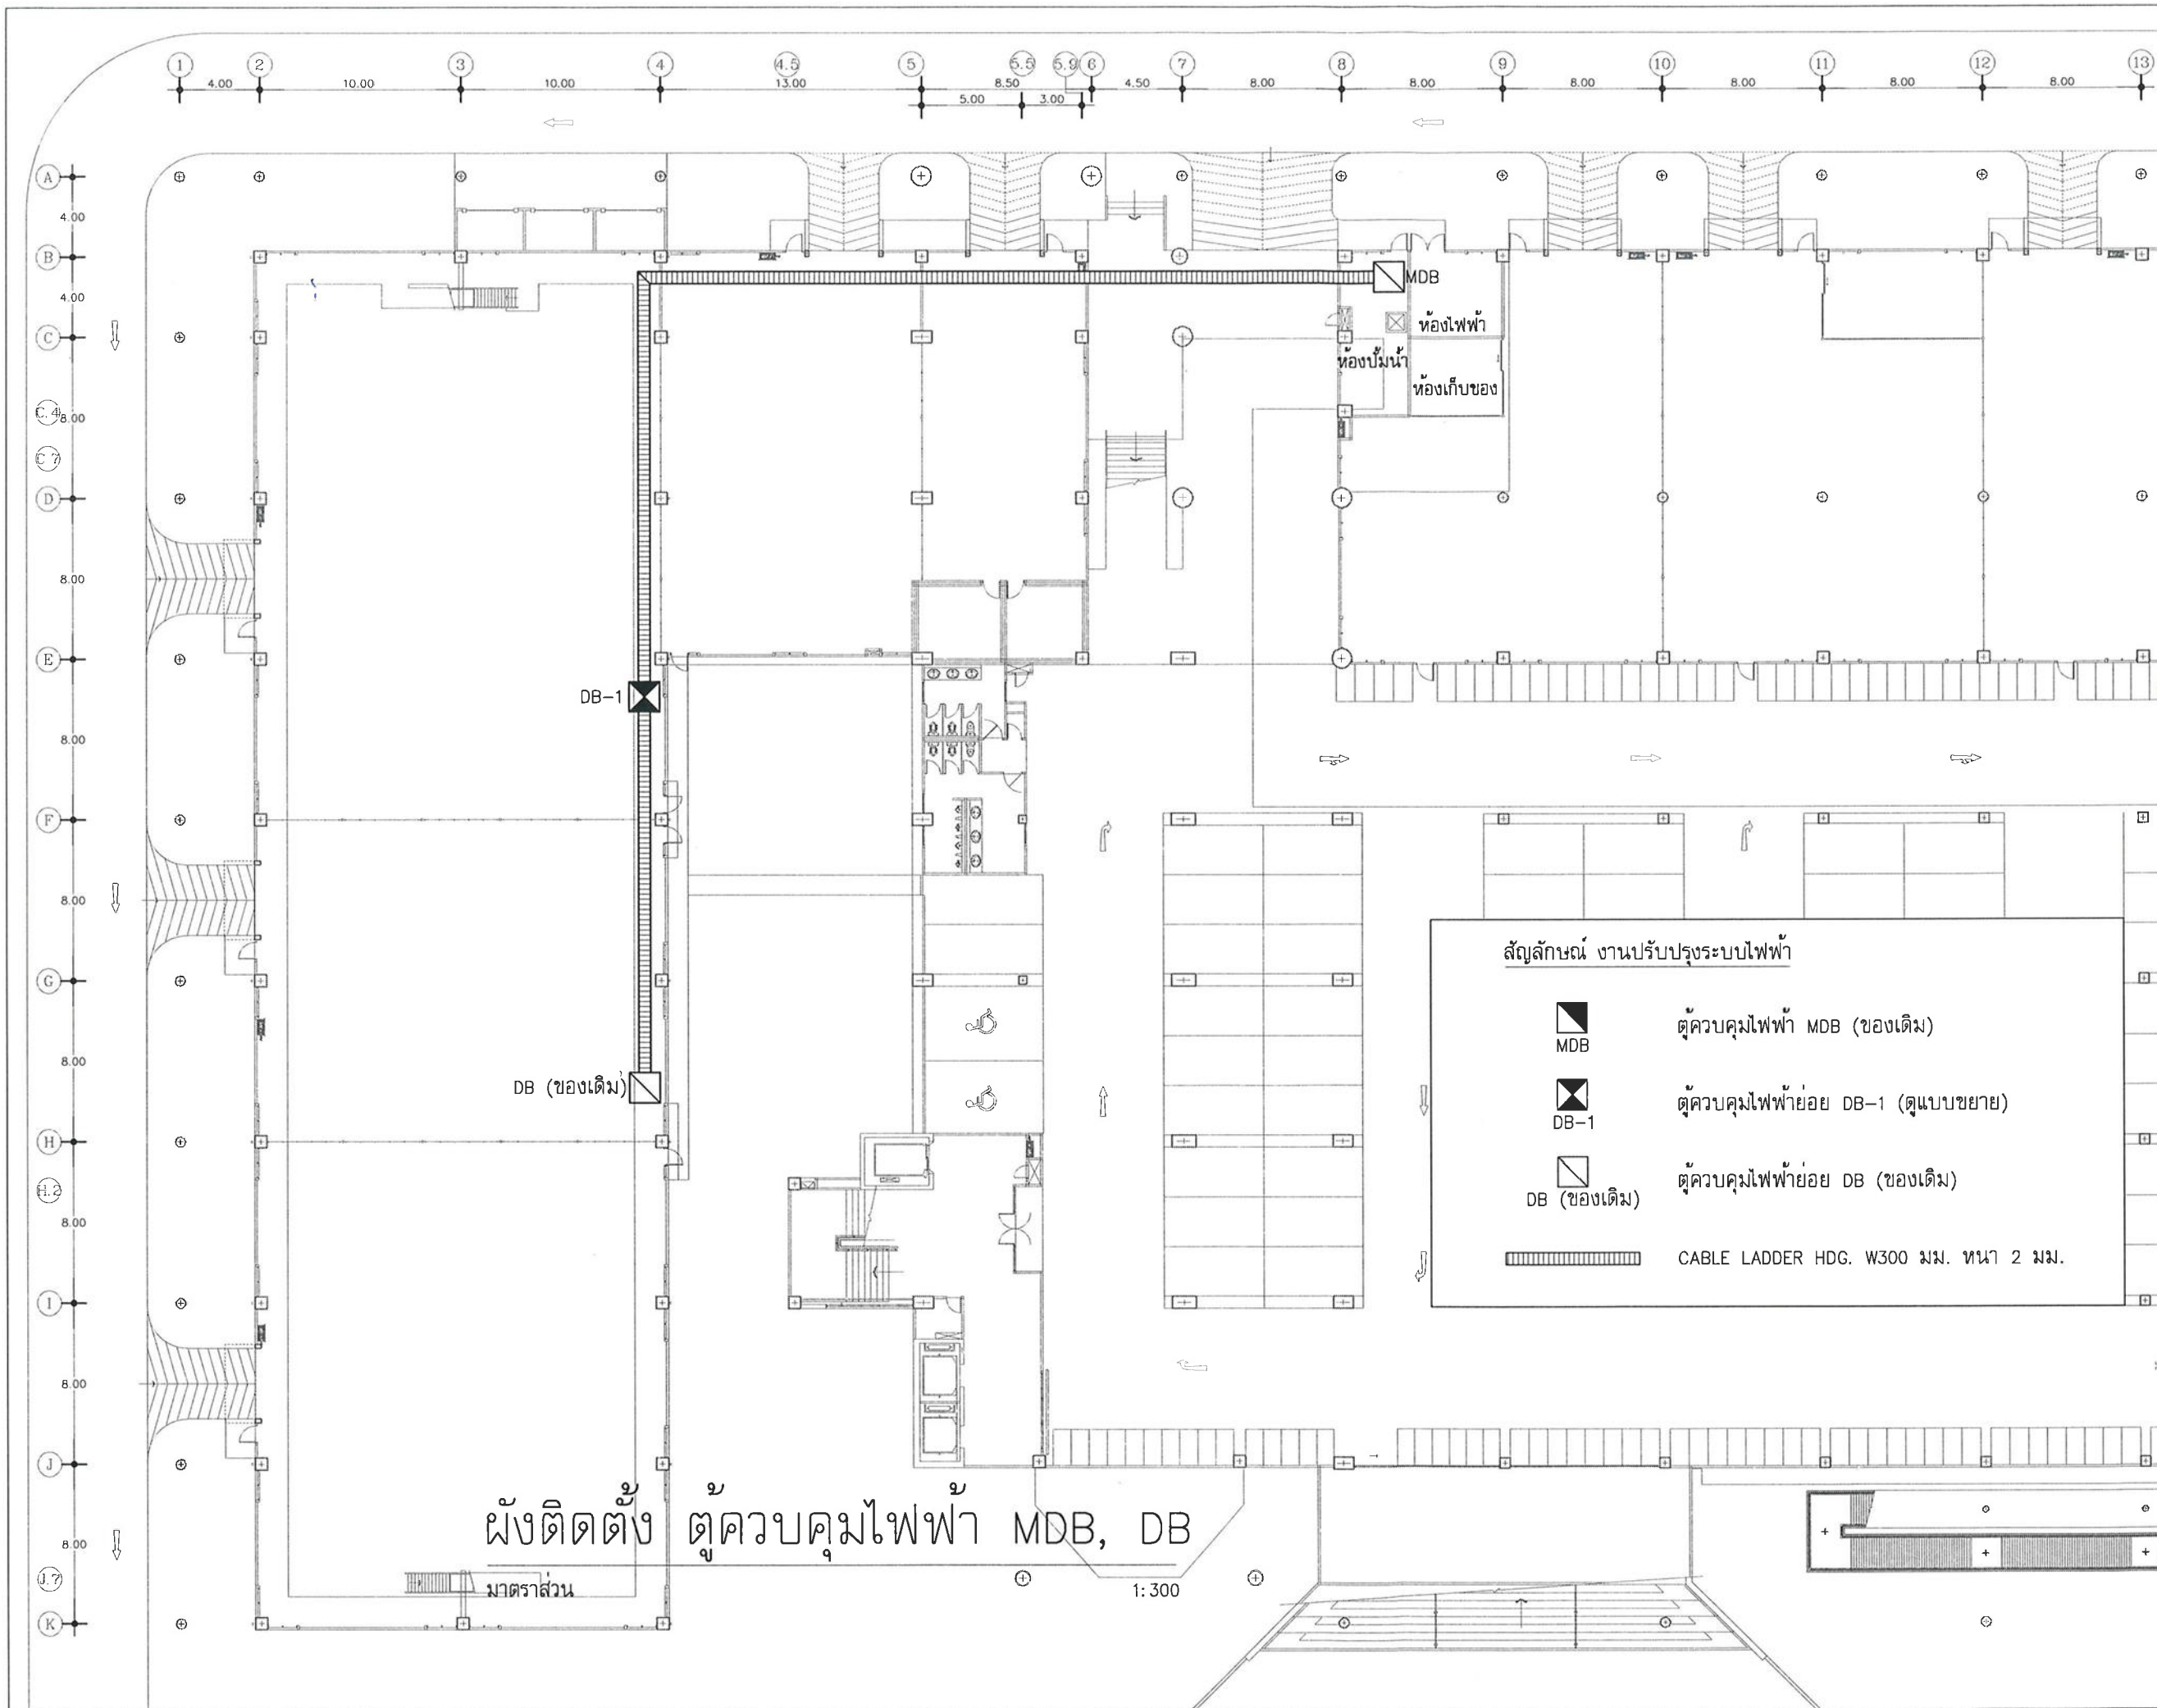 1 2 3 4 4.5 5 5.5 5.9 6 7 8 9 10 11 12 13
4.00 10.00 10.00 13.00 8.50 4.50 8.00 8.00 8.00 8.00 8.00 8.00
5.00 3.00
A
4.00
B
4.00
C
C.4
8.00
C.7
D
8.00
E
8.00
F
8.00
G
8.00
H
H.2
8.00
I
8.00
J
8.00
J.7
K
MDB
ห้องไฟฟ้า
ห้องปั้มน้ำ
ห้องเก็บของ
DB-1
DB (ของเดิม)
สัญลักษณ์ งานปรับปรุงระบบไฟฟ้า
MDB
ตู้ควบคุมไฟฟ้า MDB (ของเดิม)
DB-1
ตู้ควบคุมไฟฟ้าย่อย DB-1 (ดูแบบขยาย)
DB (ของเดิม)
ตู้ควบคุมไฟฟ้าย่อย DB (ของเดิม)
CABLE LADDER HDG. W300 มม. หนา 2 มม.
ผังติดตั้ง ตู้ควบคุมไฟฟ้า MDB, DB
มาตราส่วน 1:300